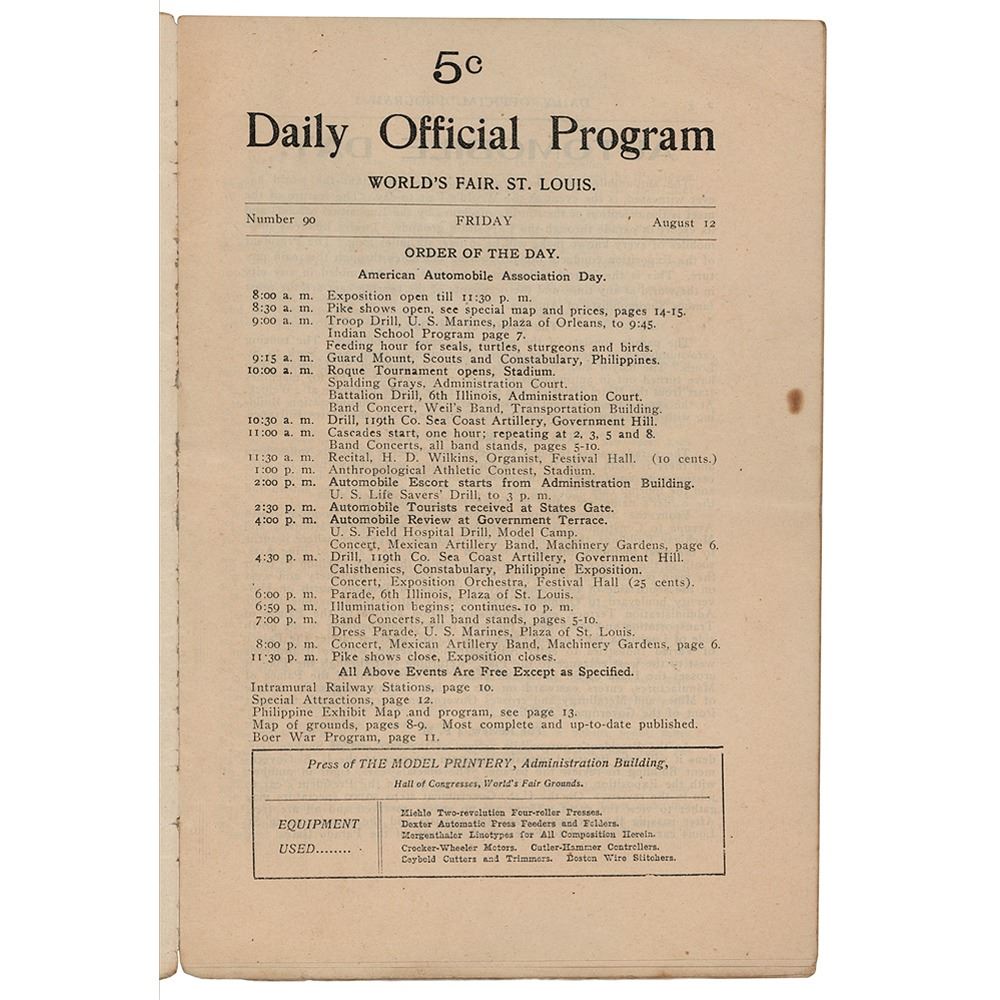 5c
Daily Official Program
WORLD'S FAIR. ST. LOUIS.
Number 90 FRIDAY August 12
ORDER OF THE DAY.
American Automobile Association Day.
8:00 a. m. Exposition open till 11:30 p. m.
8:30 a. m. Pike shows open, see special map and prices, pages 14-15.
9:00 a. m. Troop Drill, U. S. Marines, plaza of Orleans, to 9:45.
Indian School Program page 7.
Feeding hour for seals, turtles, sturgeons and birds.
9:15 a. m. Guard Mount, Scouts and Constabulary, Philippines.
10:00 a. m. Roque Tournament opens, Stadium.
Spalding Grays, Administration Court.
Battalion Drill, 6th Illinois, Administration Court.
Band Concert, Weil's Band, Transportation Building.
10:30 a. m. Drill, 119th Co. Sea Coast Artillery, Government Hill.
11:00 a. m. Cascades start, one hour; repeating at 2, 3, 5 and 8.
Band Concerts, all band stands, pages 5-10.
11:30 a. m. Recital, H. D. Wilkins, Organist, Festival Hall. (10 cents.)
1:00 p. m. Anthropological Athletic Contest, Stadium.
2:00 p. m. Automobile Escort starts from Administration Building.
U. S. Life Savers' Drill, to 3 p. m.
2:30 p. m. Automobile Tourists received at States Gate.
4:00 p. m. Automobile Review at Government Terrace.
U. S. Field Hospital Drill, Model Camp.
Concert, Mexican Artillery Band, Machinery Gardens, page 6.
4:30 p. m. Drill, 119th Co. Sea Coast Artillery, Government Hill.
Calisthenics, Constabulary, Philippine Exposition.
Concert, Exposition Orchestra, Festival Hall (25 cents).
6:00 p. m. Parade, 6th Illinois, Plaza of St. Louis.
6:59 p. m. Illumination begins; continues 10 p. m.
7:00 p. m. Band Concerts, all band stands, pages 5-10.
Dress Parade, U. S. Marines, Plaza of St. Louis.
8:00 p. m. Concert, Mexican Artillery Band, Machinery Gardens, page 6.
11:30 p. m. Pike shows close, Exposition closes.
All Above Events Are Free Except as Specified.
Intramural Railway Stations, page 10.
Special Attractions, page 12.
Philippine Exhibit Map and program, see page 13.
Map of grounds, pages 8-9. Most complete and up-to-date published.
Boer War Program, page 11.
Press of THE MODEL PRINTERY, Administration Building,
Hall of Congresses, World's Fair Grounds.
EQUIPMENT
USED........
Miehle Two-revolution Four-roller Presses.
Dexter Automatic Press Feeders and Folders.
Mergenthaler Linotypes for All Composition Herein.
Crocker-Wheeler Motors. Cutler-Hammer Controllers.
Seybold Cutters and Trimmers. Boston Wire Stitchers.